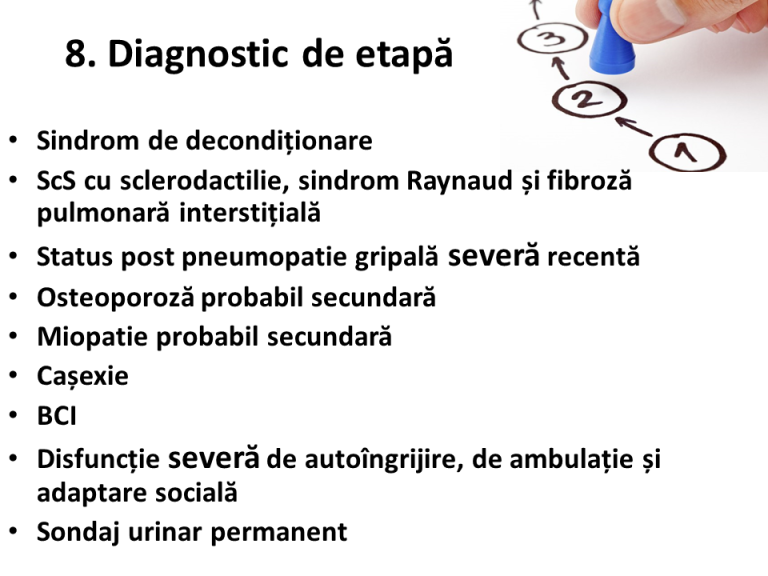 8. Diagnostic de etapă
3
2
1
• Sindrom de decondiționare
• ScS cu sclerodactilie, sindrom Raynaud și fibroză
pulmonară interstițială
• Status post pneumopatie gripală severă recentă
• Osteoporoză probabil secundară
• Miopatie probabil secundară
• Cașexie
• BCI
• Disfuncție severă de autoîngrijire, de ambulație și
adaptare socială
• Sondaj urinar permanent